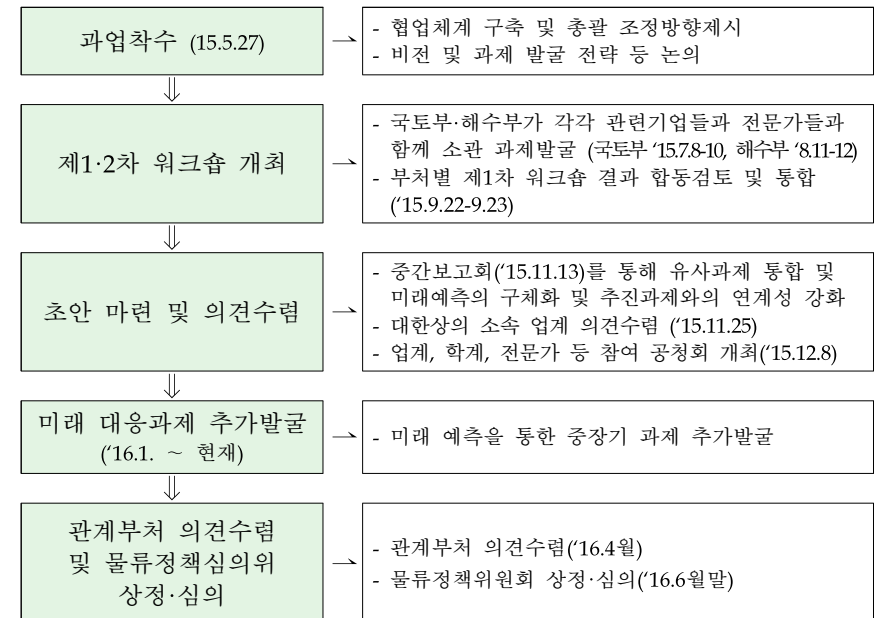 과업착수 (15.5.27)
- 협업체계 구축 및 총괄 조정방향제시
- 비전 및 과제 발굴 전략 등 논의
제1·2차 워크숍 개최
- 국토부·해수부가 각각 관련기업들과 전문가들과
함께 소관 과제발굴 (국토부 ‘15.7.8-10, 해수부 ‘8.11-12)
- 부처별 제1차 워크숍 결과 합동검토 및 통합
(‘15.9.22-9.23)
초안 마련 및 의견수렴
- 중간보고회(‘15.11.13)를 통해 유사과제 통합 및
미래예측의 구체화 및 추진과제와의 연계성 강화
- 대한상의 소속 업계 의견수렴 (‘15.11.25)
- 업계, 학계, 전문가 등 참여 공청회 개최(‘15.12.8)
미래 대응과제 추가발굴
(‘16.1. ~ 현재)
- 미래 예측을 통한 중장기 과제 추가발굴
관계부처 의견수렴
및 물류정책심의위
상정·심의
- 관계부처 의견수렴(‘16.4월)
- 물류정책위원회 상정·심의(‘16.6월말)